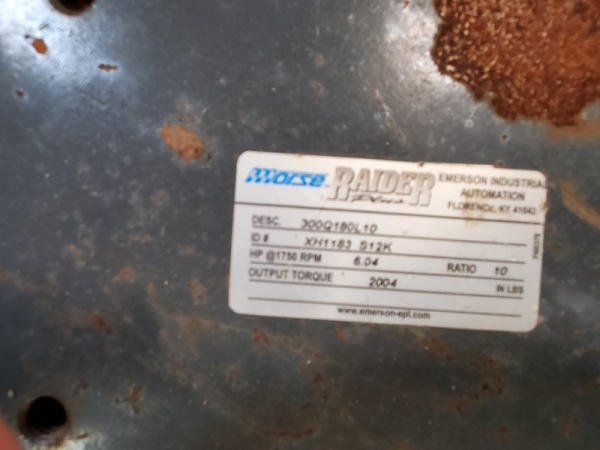 Morse RAIDER Plus
EMERSON INDUSTRIAL
AUTOMATION
FLORENCE, KY 41042
DESC. 300Q180L10
ID # XH1183 S12K
HP @1750 RPM 6.04 RATIO 10
OUTPUT TORQUE 2004 IN LBS
www.emerson-ept.com